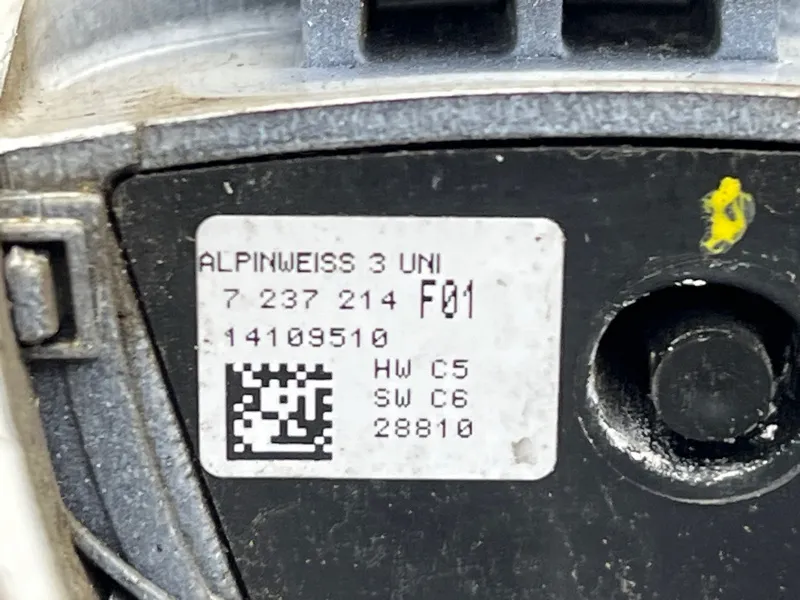 ALPINWEISS 3 UNI
7 237 214 F01
14109510
HW C5
SW C6
28810